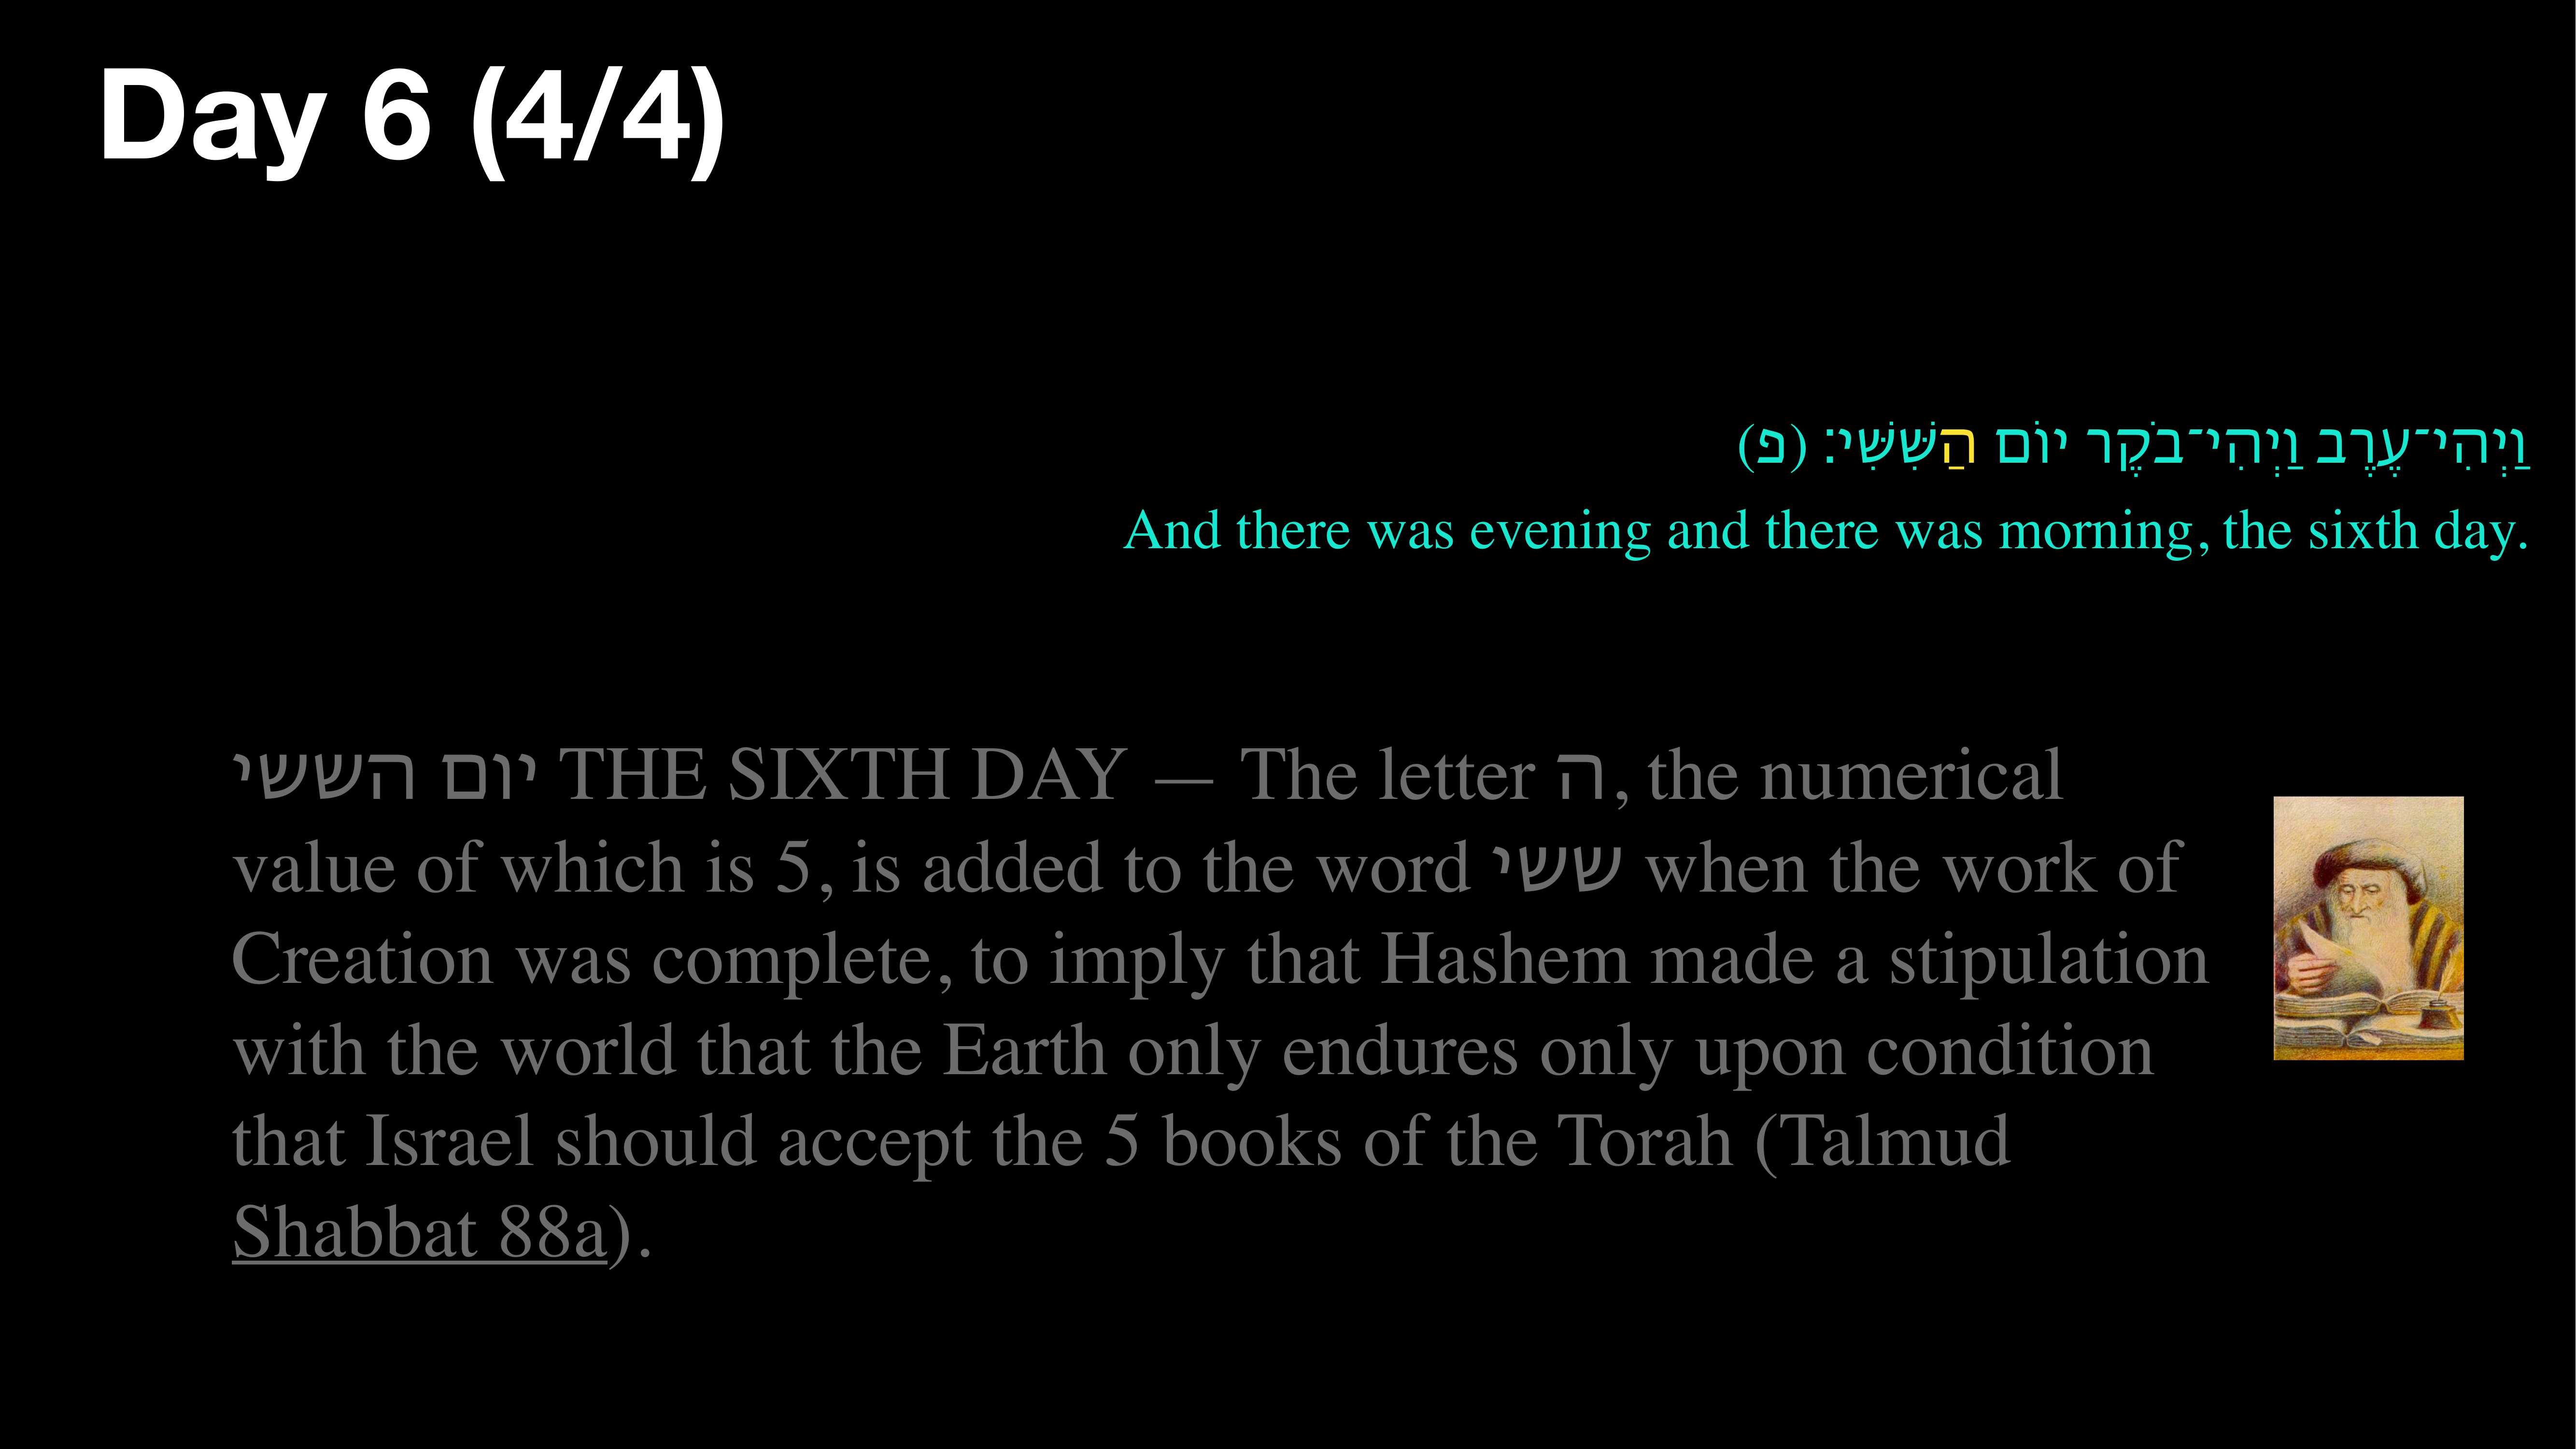 Day 6 (4/4)
וַיְהִי־עֶרֶב וַיְהִי־בֹקֶר יוֹם הַשִּׁשִּׁי׃ (פ)
And there was evening and there was morning, the sixth day.
יום הששי THE SIXTH DAY — The letter ה, the numerical
value of which is 5, is added to the word ששי when the work of
Creation was complete, to imply that Hashem made a stipulation
with the world that the Earth only endures only upon condition
that Israel should accept the 5 books of the Torah (Talmud
Shabbat 88a).